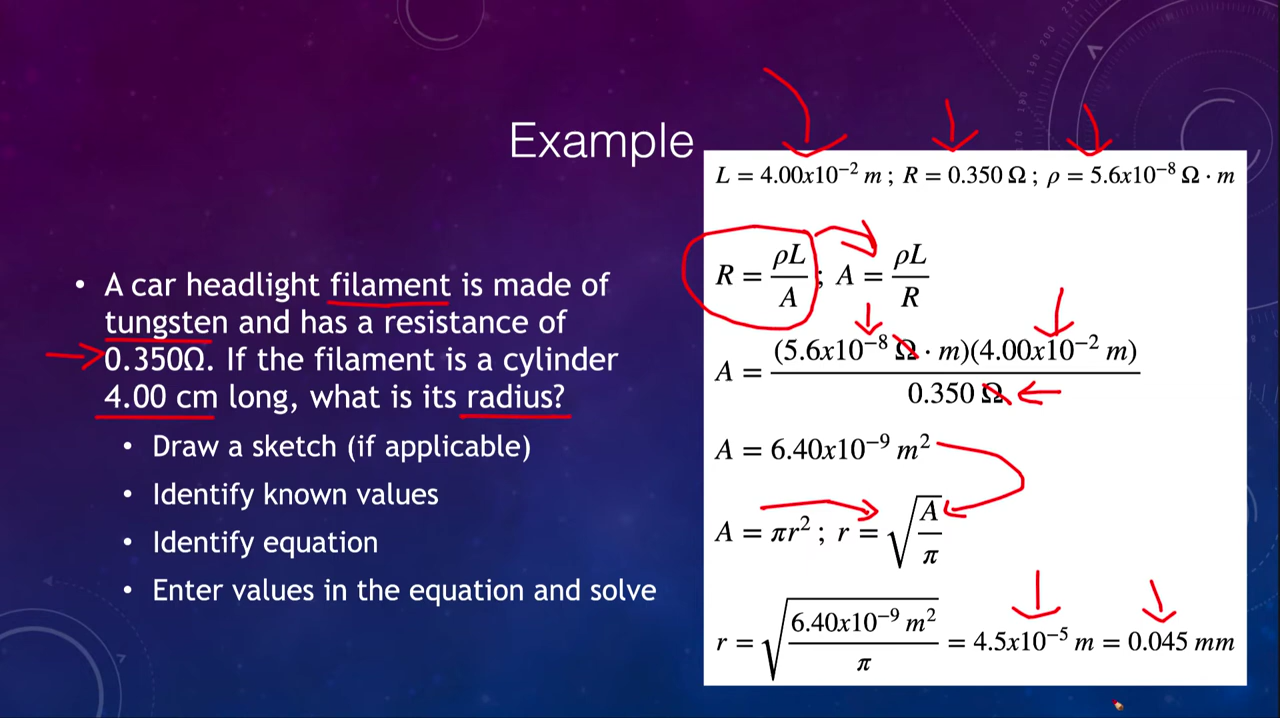 Example
• A car headlight filament is made of
tungsten and has a resistance of
0.350Ω. If the filament is a cylinder
4.00 cm long, what is its radius?
• Draw a sketch (if applicable)
• Identify known values
• Identify equation
• Enter values in the equation and solve
L = 4.00x10⁻² m ; R = 0.350 Ω ; ρ = 5.6x10⁻⁸ Ω · m
R = ρL/A ; A = ρL/R
A = (5.6x10⁻⁸ Ω · m)(4.00x10⁻² m)/0.350 Ω
A = 6.40x10⁻⁹ m²
A = πr² ; r = √(A/π)
r = √(6.40x10⁻⁹ m²/π) = 4.5x10⁻⁵ m = 0.045 mm